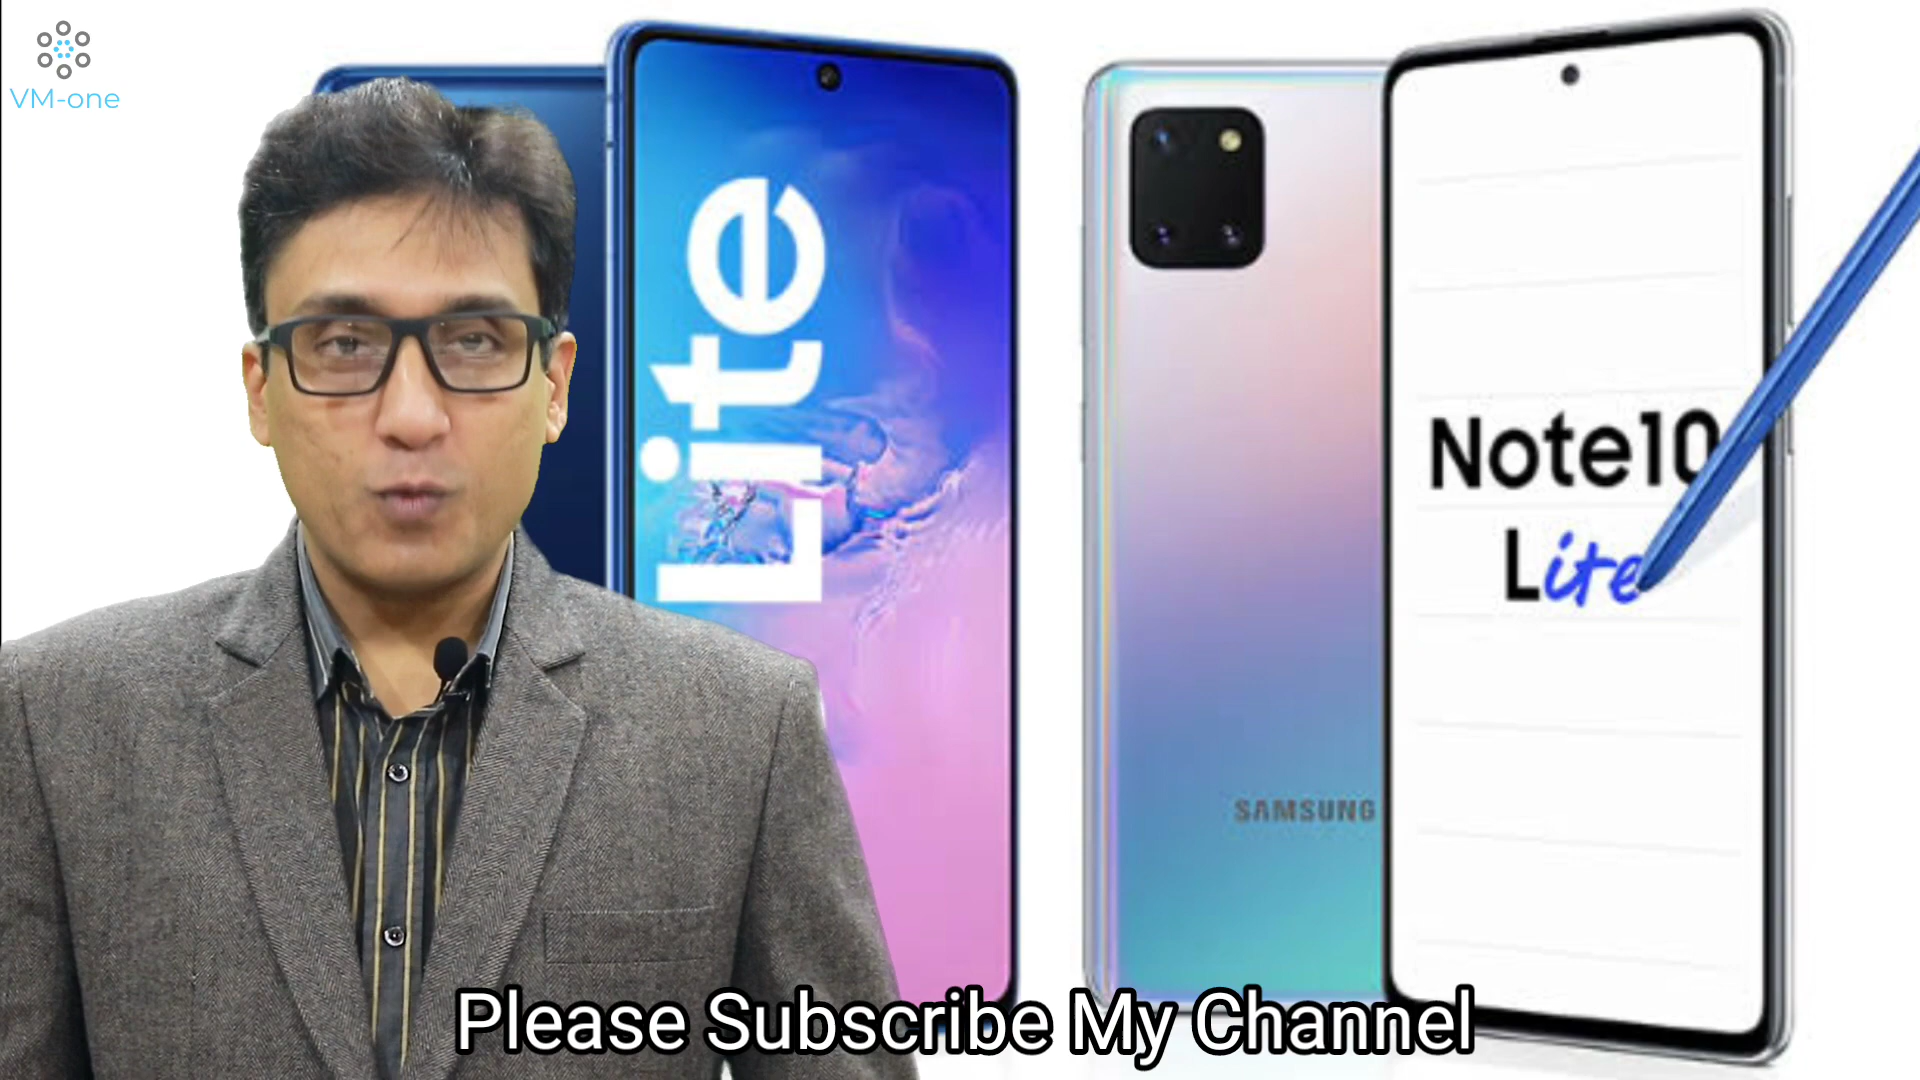 VM-one
Lite
Note10
Lite
SAMSUNG
Please Subscribe My Channel